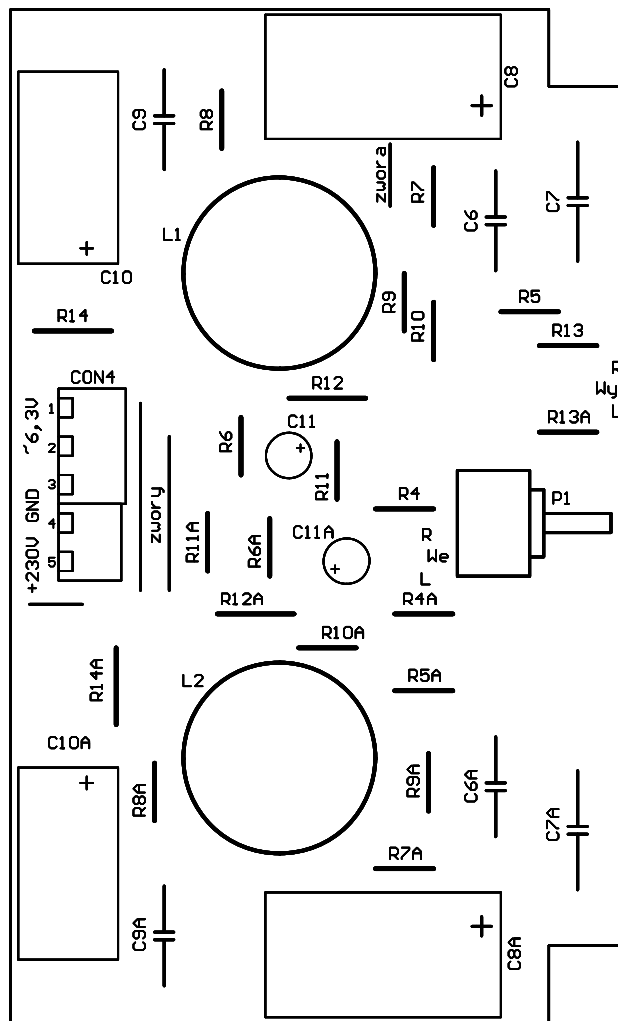 C8
C9
R8
zwora
R7
C6
C7
L1
C10
R9
R10
R5
R14
R13
CON4
R12
R
Wy
L
~6,3V
1
2
3
GND
4
5
+230V
zwory
R6
C11
R11
R13A
R4
P1
R11A
R6A
C11A
R
We
L
R12A
R4A
R10A
R14A
L2
R5A
C10A
R8A
R9A
C6A
C7A
R7A
C9A
C8A